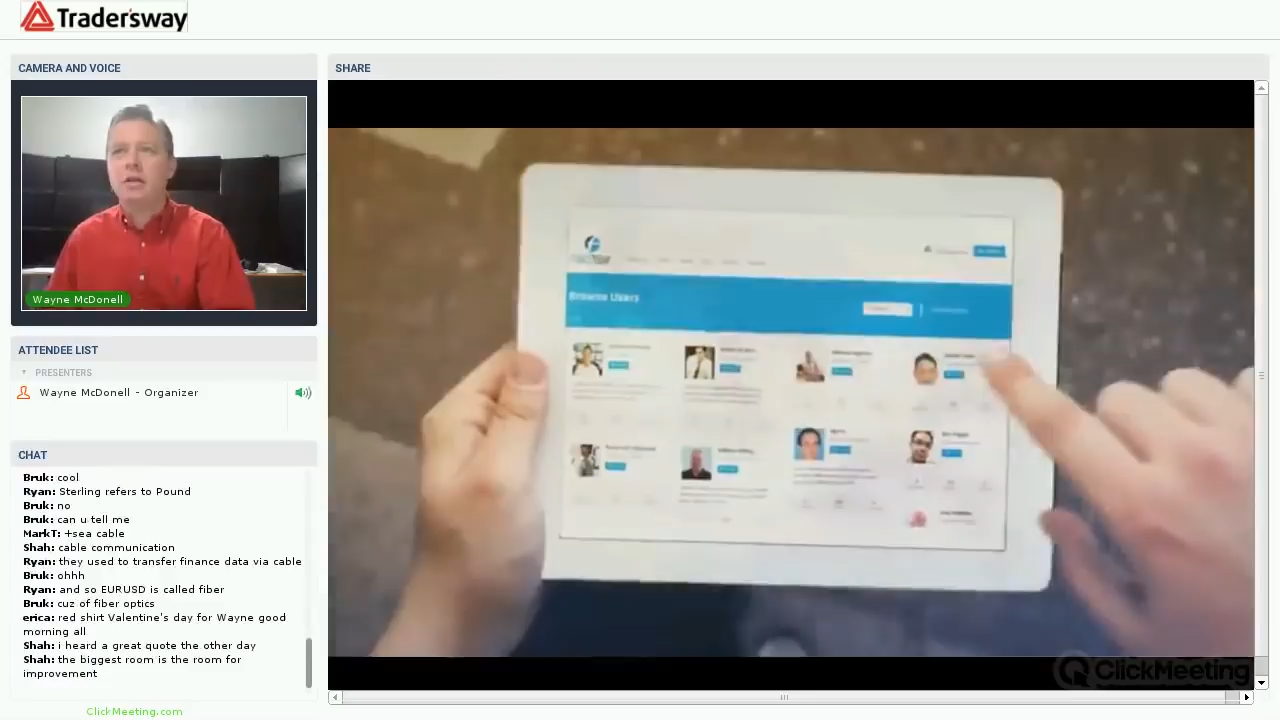 Tradersway
CAMERA AND VOICE
SHARE
Wayne McDonell
ATTENDEE LIST
PRESENTERS
Wayne McDonell - Organizer
CHAT
Bruk: cool
Ryan: Sterling refers to Pound
Bruk: no
Bruk: can u tell me
MarkT: +sea cable
Shah: cable communication
Ryan: they used to transfer finance data via cable
Bruk: ohhh
Ryan: and so EURUSD is called fiber
Bruk: cuz of fiber optics
erica: red shirt Valentine's day for Wayne good
morning all
Shah: i heard a great quote the other day
Shah: the biggest room is the room for
improvement
ClickMeeting.com
Browse Users
ClickMeeting